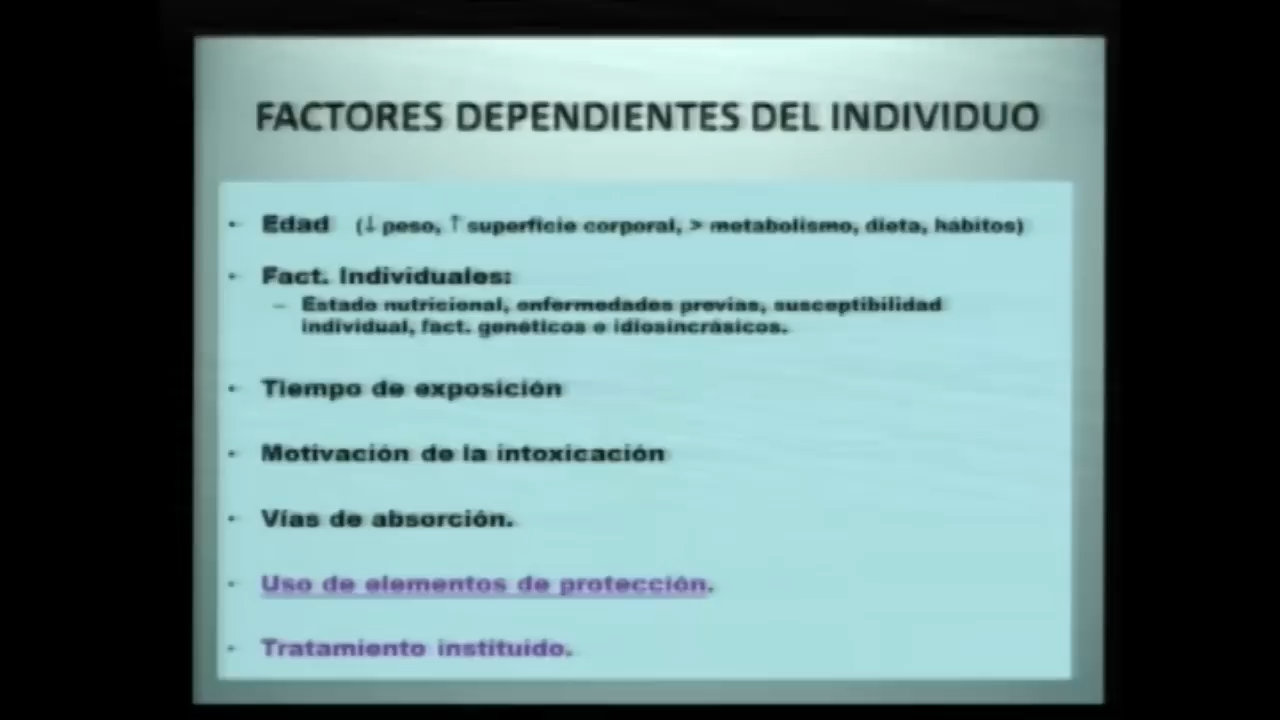 FACTORES DEPENDIENTES DEL INDIVIDUO
• Edad (↓ peso, ↑ superficie corporal, > metabolismo, dieta, hábitos)
• Fact. Individuales:
– Estado nutricional, enfermedades previas, susceptibilidad
individual, fact. genéticos e idiosincrásicos.
• Tiempo de exposición
• Motivación de la intoxicación
• Vías de absorción.
• Uso de elementos de protección.
• Tratamiento instituido.